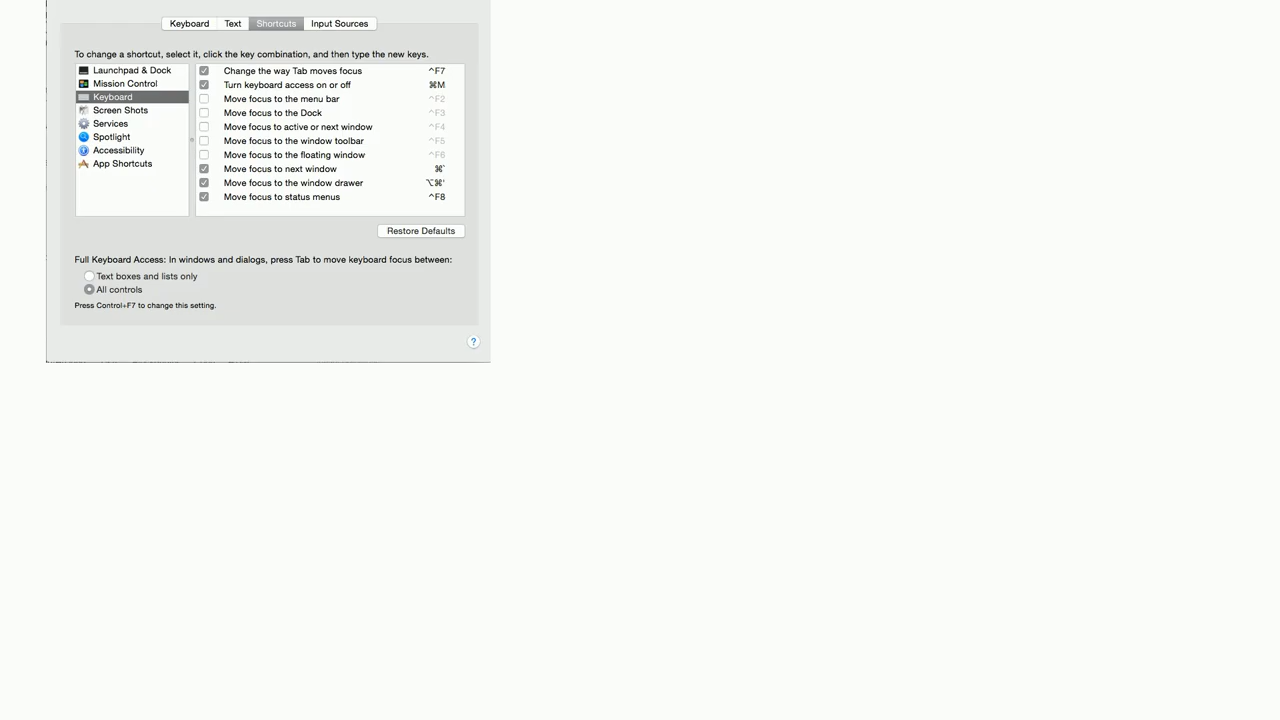 Keyboard Text Shortcuts Input Sources
To change a shortcut, select it, click the key combination, and then type the new keys.
Launchpad & Dock
Mission Control
Keyboard
Screen Shots
Services
Spotlight
Accessibility
App Shortcuts
Change the way Tab moves focus ^F7
Turn keyboard access on or off ⌘M
Move focus to the menu bar ^F2
Move focus to the Dock ^F3
Move focus to active or next window ^F4
Move focus to the window toolbar ^F5
Move focus to the floating window ^F6
Move focus to next window ⌘`
Move focus to the window drawer ⌥⌘'
Move focus to status menus ^F8
Restore Defaults
Full Keyboard Access: In windows and dialogs, press Tab to move keyboard focus between:
Text boxes and lists only
All controls
Press Control+F7 to change this setting.
?